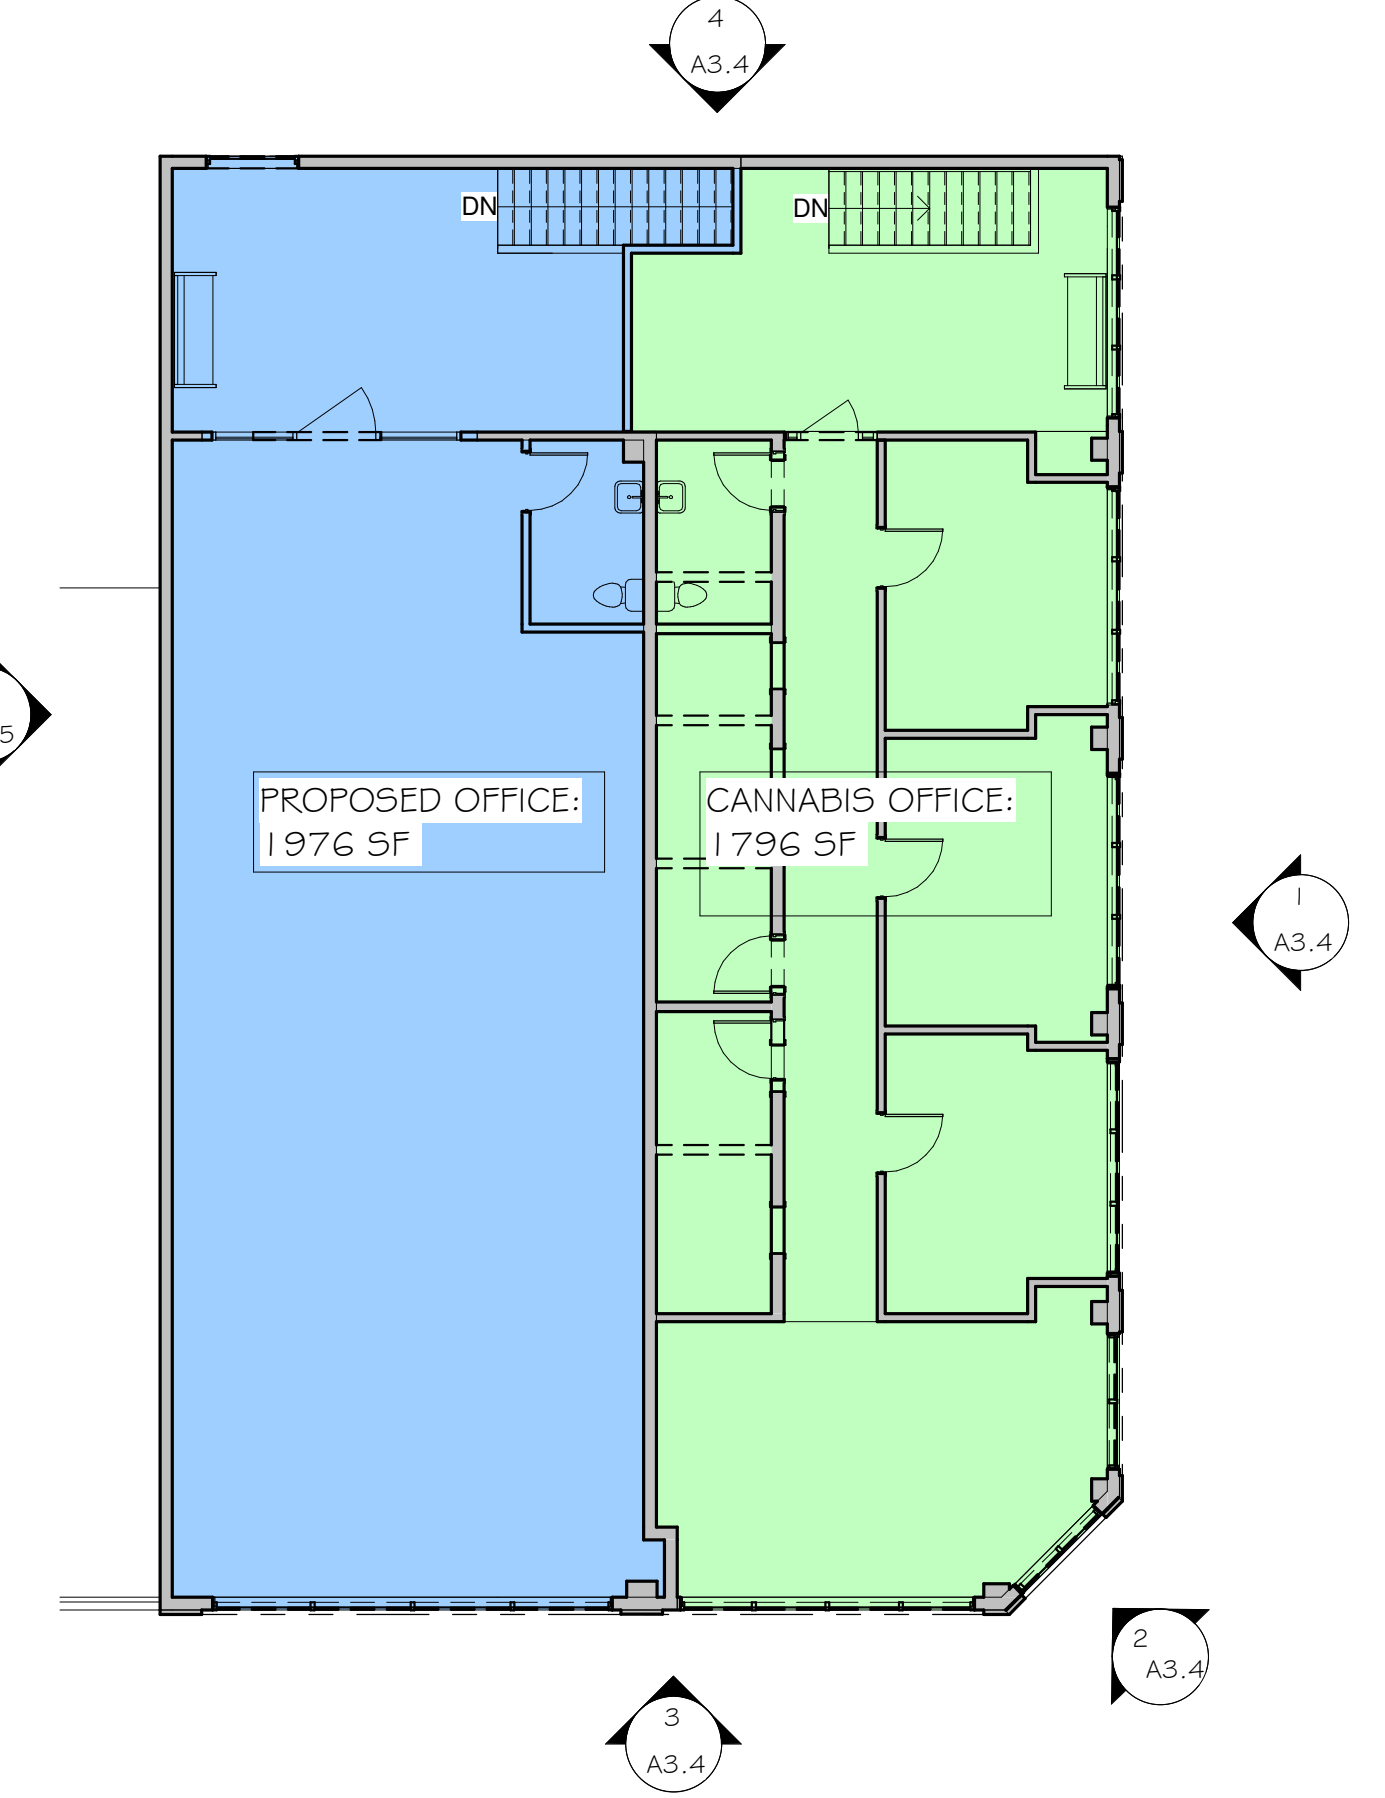 4
A3.4
DN
DN
5
PROPOSED OFFICE:
1976 SF
CANNABIS OFFICE:
1796 SF
1
A3.4
2
A3.4
3
A3.4